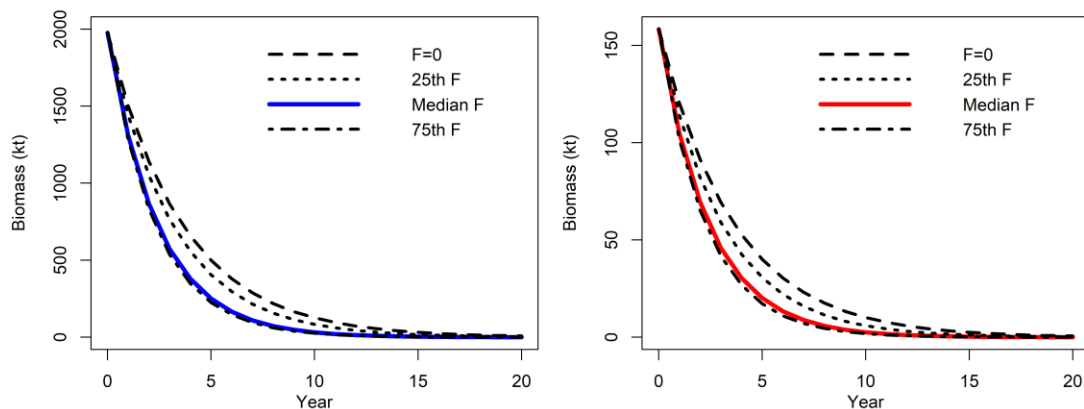 2000
1500
1000
500
0
Biomass (kt)
F=0
25th F
Median F
75th F
0 5 10 15 20
Year
150
100
50
0
Biomass (kt)
F=0
25th F
Median F
75th F
0 5 10 15 20
Year